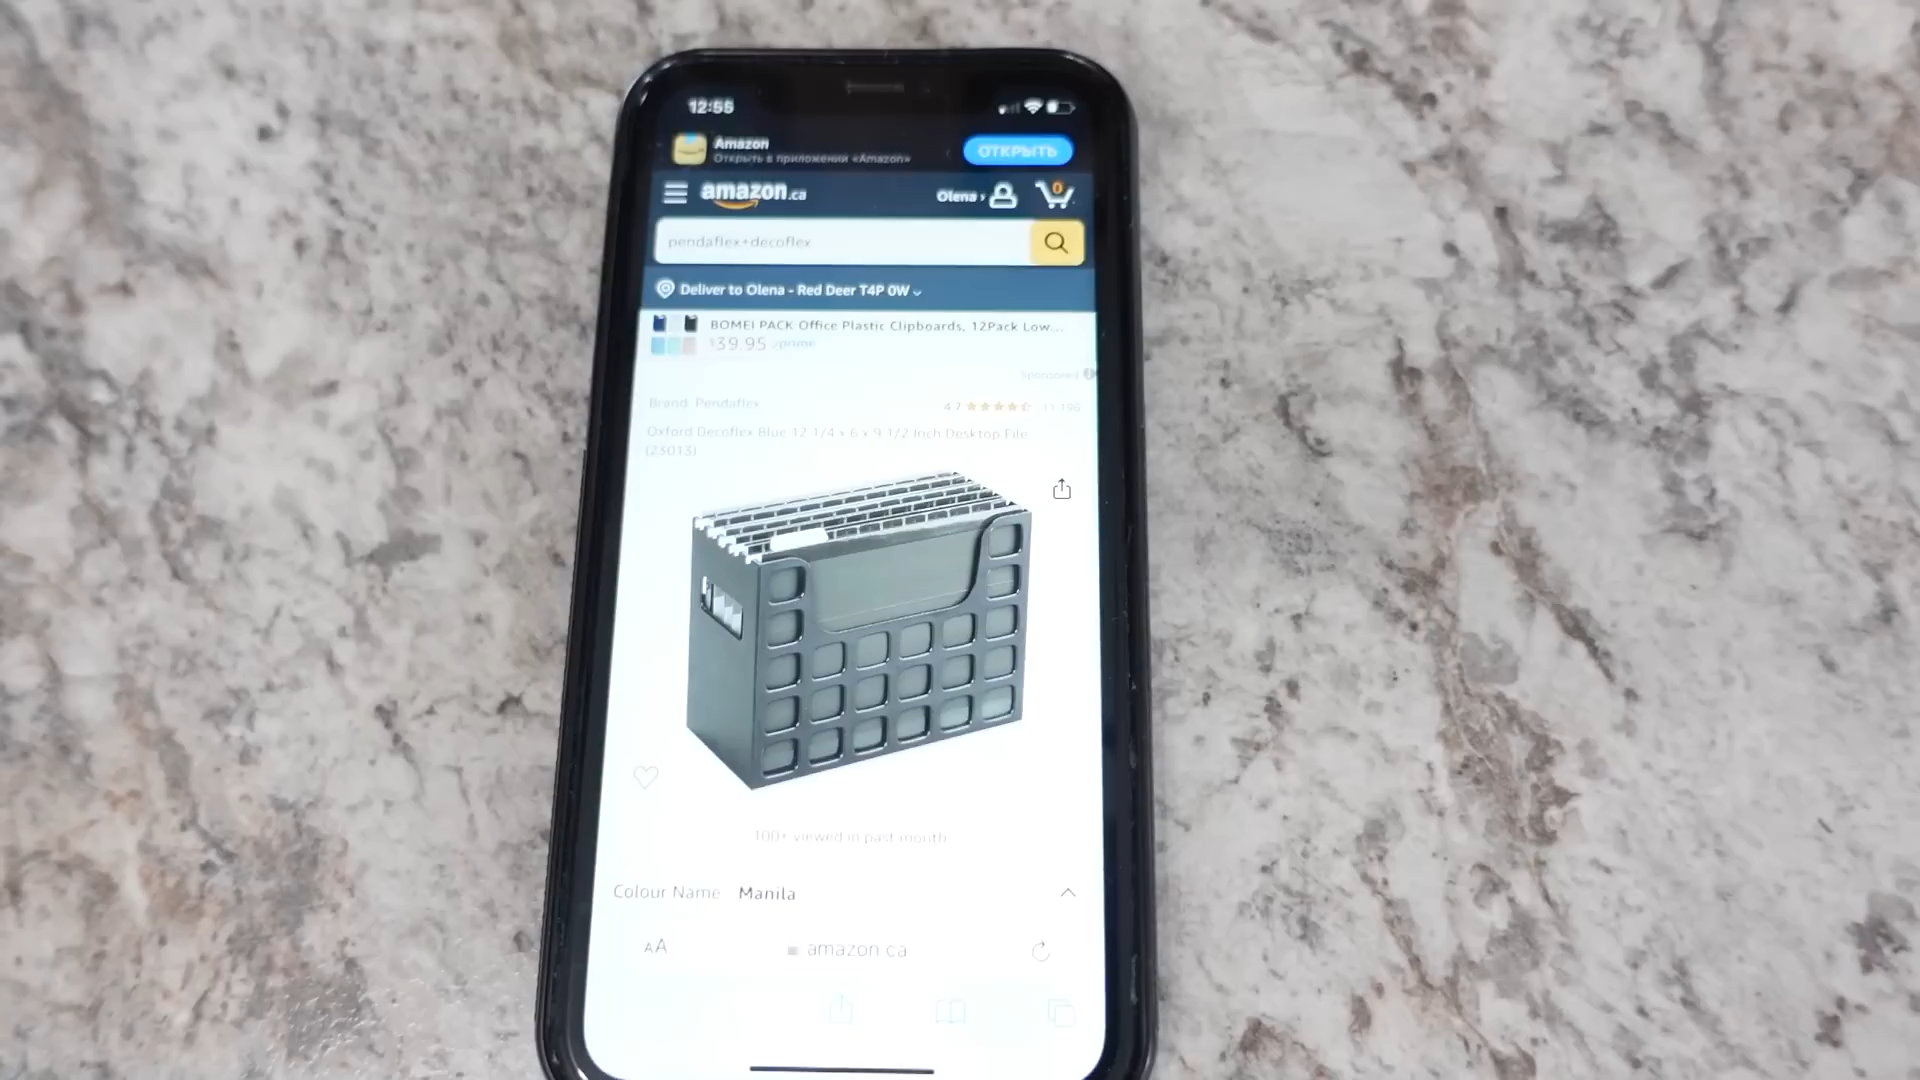 12:55
Amazon
Открыть в приложении «Amazon»
ОТКРЫТЬ
amazon.ca
Olena ›
0
pendaflex+decoflex
Deliver to Olena - Red Deer T4P 0W
BOMEI PACK Office Plastic Clipboards, 12Pack Low...
$39.95 prime
Sponsored
Brand: Pendaflex
4.7
Oxford Decoflex Blue 12 1/4 x 6 x 9 1/2 Inch Desktop File
(23013)
100+ viewed in past month
Colour Name Manila
AA
amazon.ca